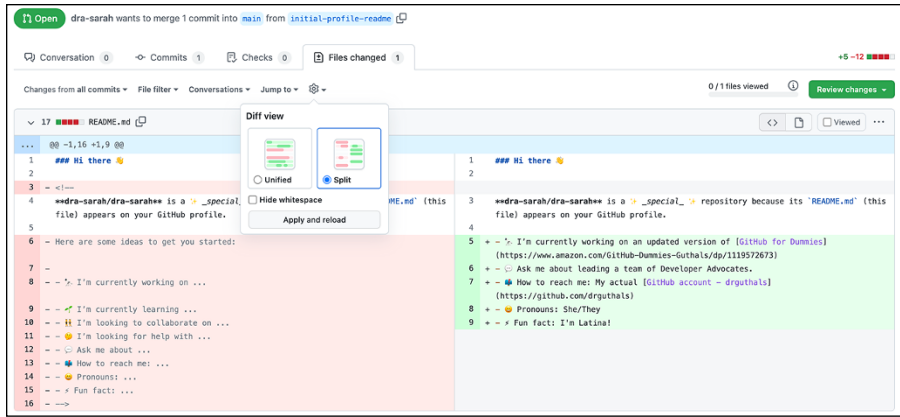 Open dra-sarah wants to merge 1 commit into main from initial-profile-readme
Conversation 0 Commits 1 Checks 0 Files changed 1 +5 −12
Changes from all commits File filter Conversations Jump to 0 / 1 files viewed Review changes
Diff view
Unified Split
Hide whitespace
Apply and reload
17 README.md Viewed
... @@ -1,16 +1,9 @@
1 ### Hi there 👋
2
3 - <!--
4 **dra-sarah/dra-sarah** is a ✨ _special_
ME.md` (this
file) appears on your GitHub profile.
5
6 - Here are some ideas to get you started:
7 -
8 - - 🔭 I'm currently working on ...
9 - - 🌱 I'm currently learning ...
10 - - 👯 I'm looking to collaborate on ...
11 - - 🤔 I'm looking for help with ...
12 - - 💬 Ask me about ...
13 - - 📫 How to reach me: ...
14 - - 😄 Pronouns: ...
15 - - ⚡ Fun fact: ...
16 - -->
1 ### Hi there 👋
2
3 **dra-sarah/dra-sarah** is a ✨ _special_ ✨ repository because its `README.md` (this
file) appears on your GitHub profile.
4
5 + - 🔭 I'm currently working on an updated version of [GitHub for Dummies]
(https://www.amazon.com/GitHub-Dummies-Guthals/dp/1119572673)
6 + - 💬 Ask me about leading a team of Developer Advocates.
7 + - 📫 How to reach me: My actual [GitHub account - drguthals]
(https://github.com/drguthals)
8 + - 😄 Pronouns: She/They
9 + - ⚡ Fun fact: I'm Latina!